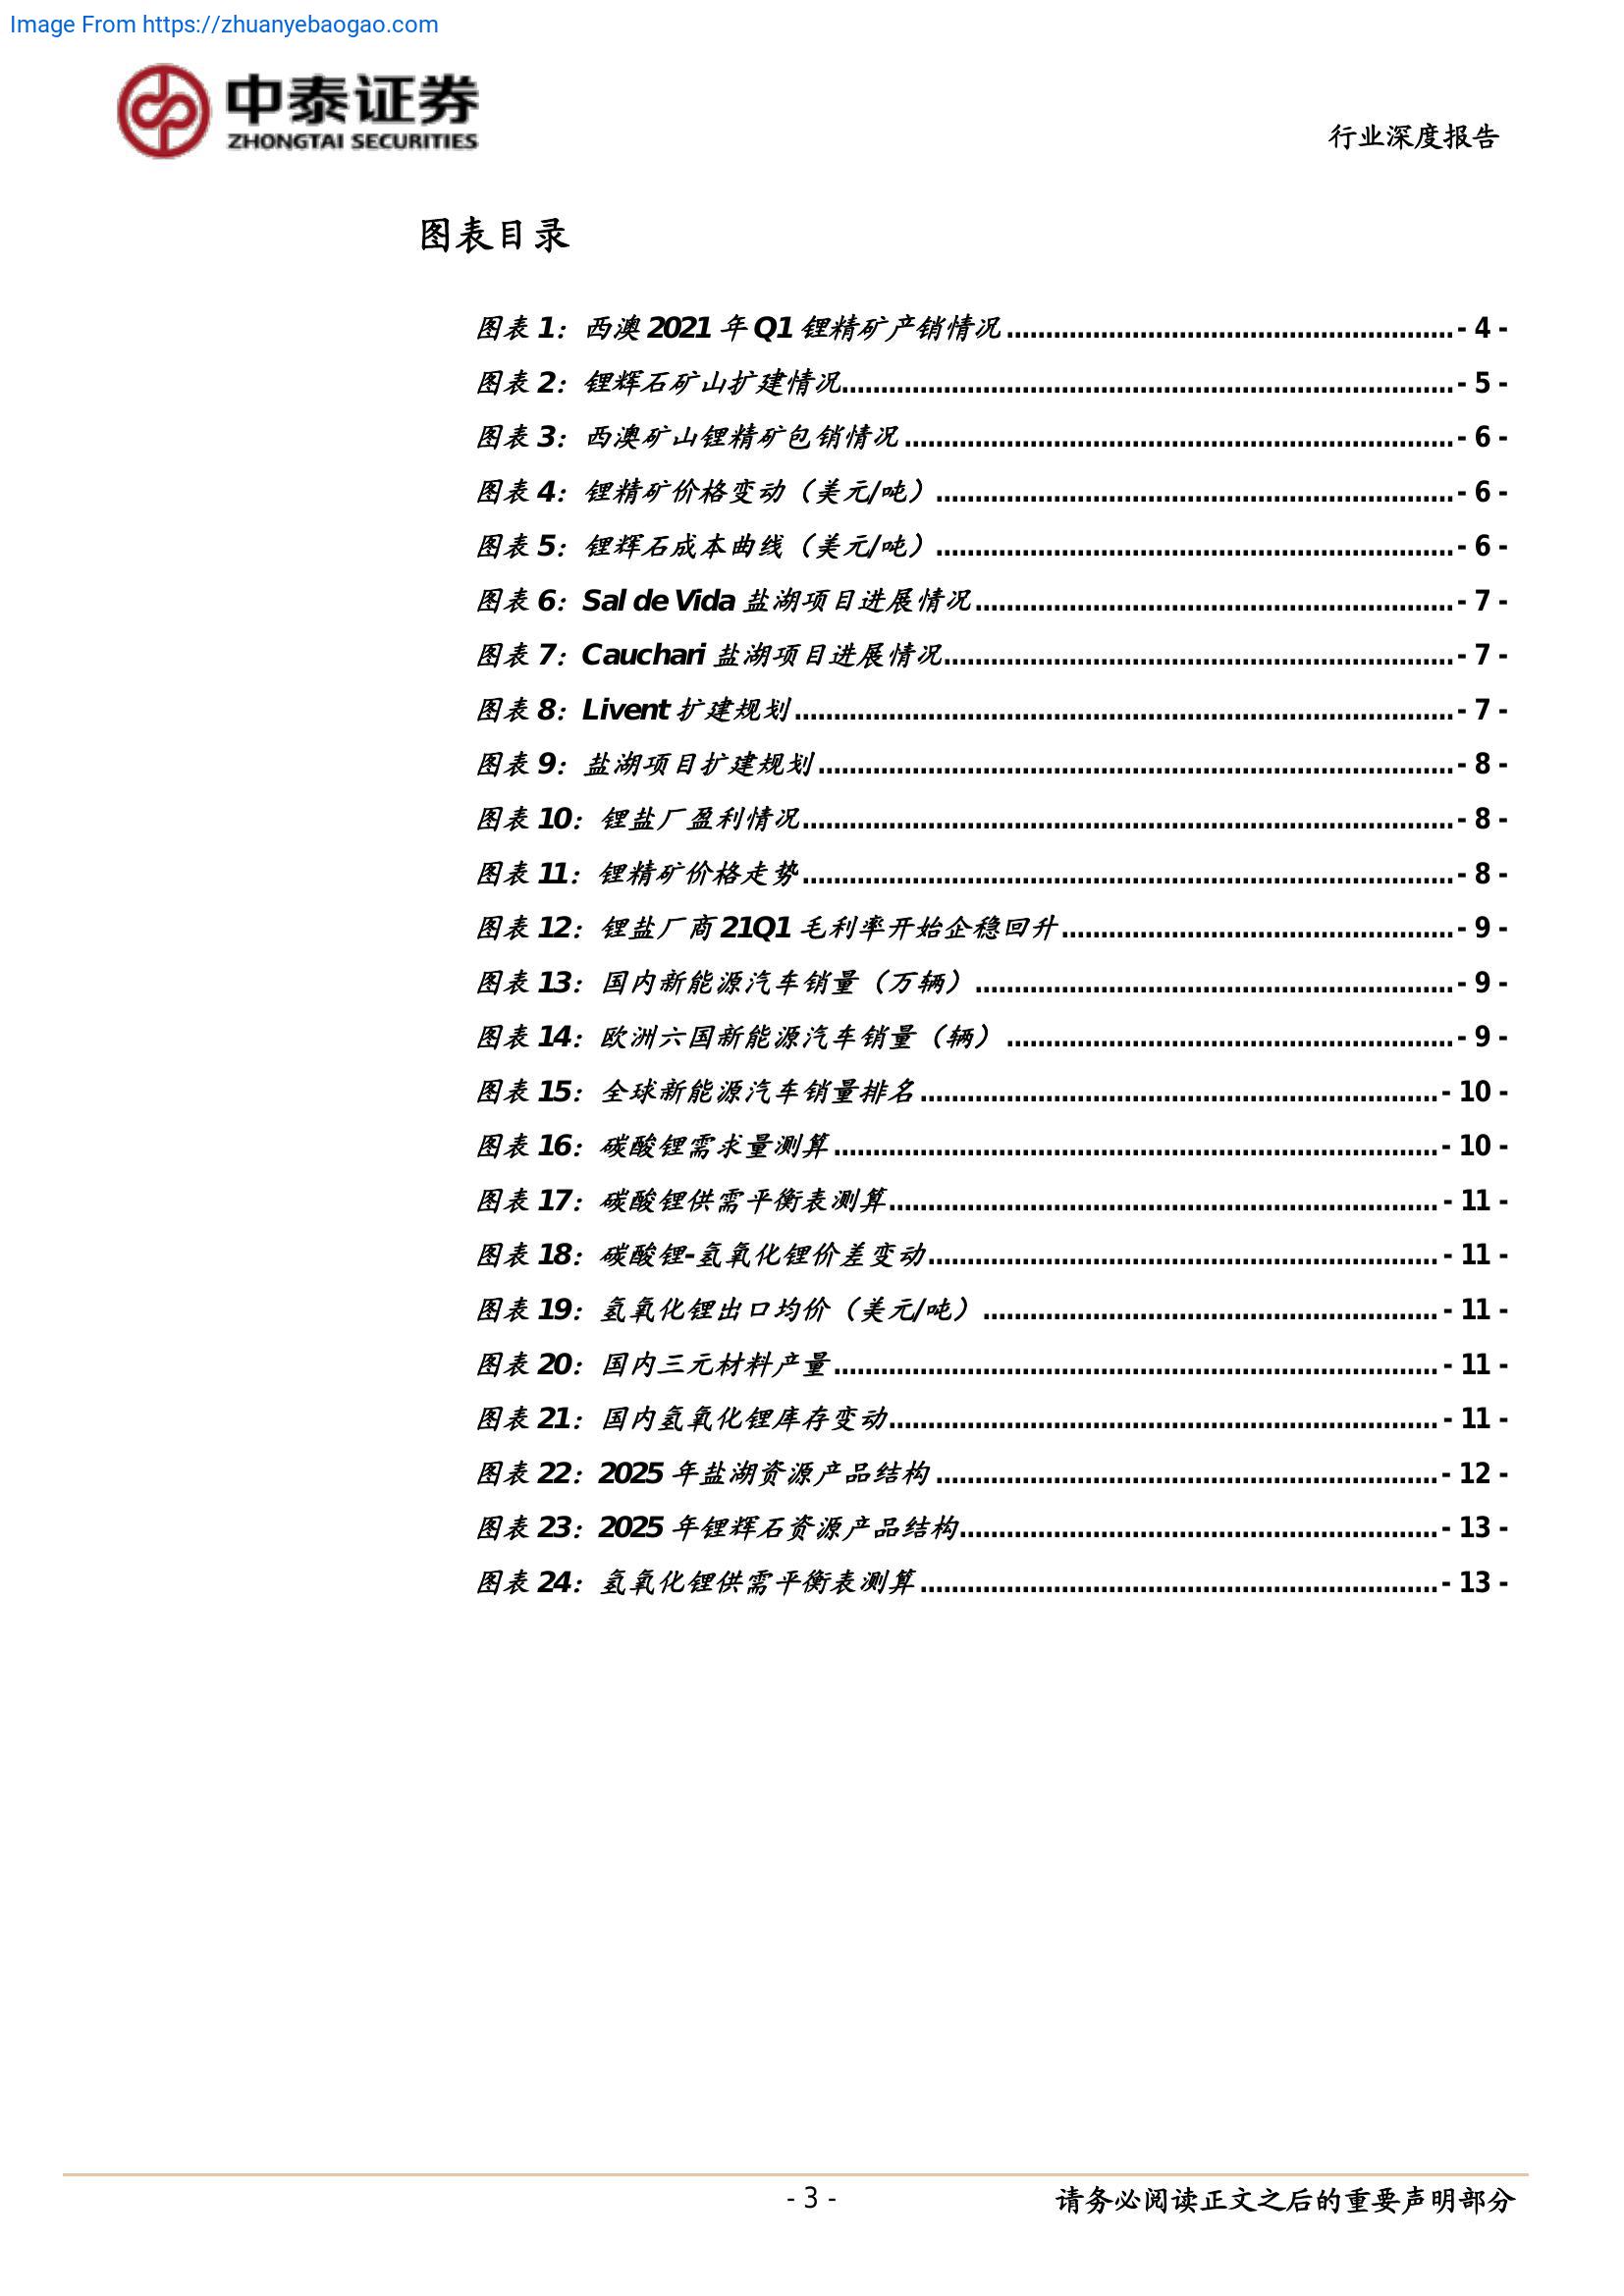 Image From https://zhuanyebaogao.com
中泰证券
ZHONGTAI SECURITIES
行业深度报告
图表目录
图表 1：西澳 2021 年 Q1 锂精矿产销情况 ........................................................ - 4 -
图表 2：锂辉石矿山扩建情况............................................................................. - 5 -
图表 3：西澳矿山锂精矿包销情况 ..................................................................... - 6 -
图表 4：锂精矿价格变动（美元/吨） ................................................................. - 6 -
图表 5：锂辉石成本曲线（美元/吨） ................................................................. - 6 -
图表 6：Sal de Vida 盐湖项目进展情况 ............................................................ - 7 -
图表 7：Cauchari 盐湖项目进展情况................................................................ - 7 -
图表 8：Livent 扩建规划 ................................................................................... - 7 -
图表 9：盐湖项目扩建规划 ................................................................................ - 8 -
图表 10：锂盐厂盈利情况.................................................................................. - 8 -
图表 11：锂精矿价格走势 .................................................................................. - 8 -
图表 12：锂盐厂商 21Q1 毛利率开始企稳回升 ................................................. - 9 -
图表 13：国内新能源汽车销量（万辆） ............................................................ - 9 -
图表 14：欧洲六国新能源汽车销量（辆） ........................................................ - 9 -
图表 15：全球新能源汽车销量排名 ................................................................. - 10 -
图表 16：碳酸锂需求量测算 ............................................................................ - 10 -
图表 17：碳酸锂供需平衡表测算..................................................................... - 11 -
图表 18：碳酸锂-氢氧化锂价差变动................................................................ - 11 -
图表 19：氢氧化锂出口均价（美元/吨） ......................................................... - 11 -
图表 20：国内三元材料产量 ............................................................................ - 11 -
图表 21：国内氢氧化锂库存变动..................................................................... - 11 -
图表 22：2025 年盐湖资源产品结构 ............................................................... - 12 -
图表 23：2025 年锂辉石资源产品结构............................................................ - 13 -
图表 24：氢氧化锂供需平衡表测算 ................................................................. - 13 -
- 3 -
请务必阅读正文之后的重要声明部分